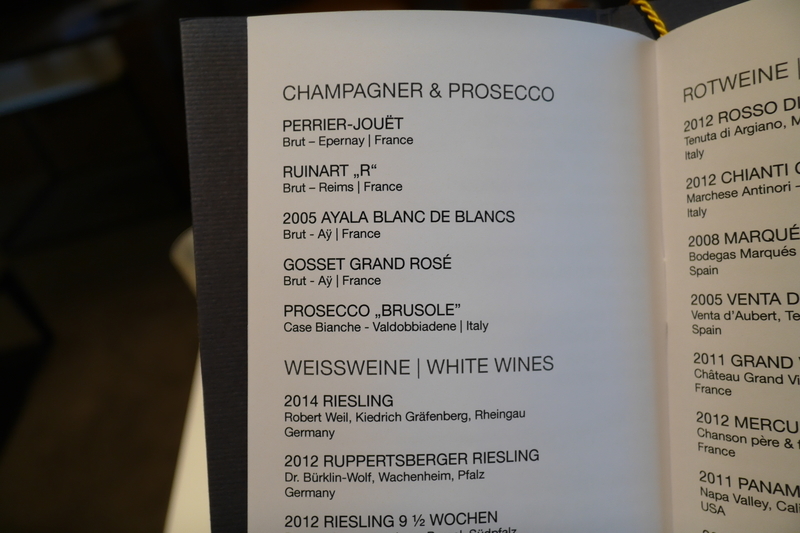 CHAMPAGNER & PROSECCO
PERRIER-JOUËT
Brut – Epernay | France
RUINART „R“
Brut – Reims | France
2005 AYALA BLANC DE BLANCS
Brut - Aÿ | France
GOSSET GRAND ROSÉ
Brut - Aÿ | France
PROSECCO „BRUSOLE”
Case Bianche - Valdobbiadene | Italy
WEISSWEINE | WHITE WINES
2014 RIESLING
Robert Weil, Kiedrich Gräfenberg, Rheingau
Germany
2012 RUPPERTSBERGER RIESLING
Dr. Bürklin-Wolf, Wachenheim, Pfalz
Germany
2012 RIESLING 9 ½ WOCHEN
Südpfalz
ROTWEINE |
2012 ROSSO
Tenuta di Argiano,
Italy
2012 CHIANTI
Marchese Antinori -
Italy
2008 MARQUÉ
Bodegas Marqués
Spain
2005 VENTA D
Venta d'Aubert, Te
Spain
2011 GRAND
Château Grand
France
2012 MERCU
Chanson père &
France
2011 PANAM
Napa Valley, Cali
USA